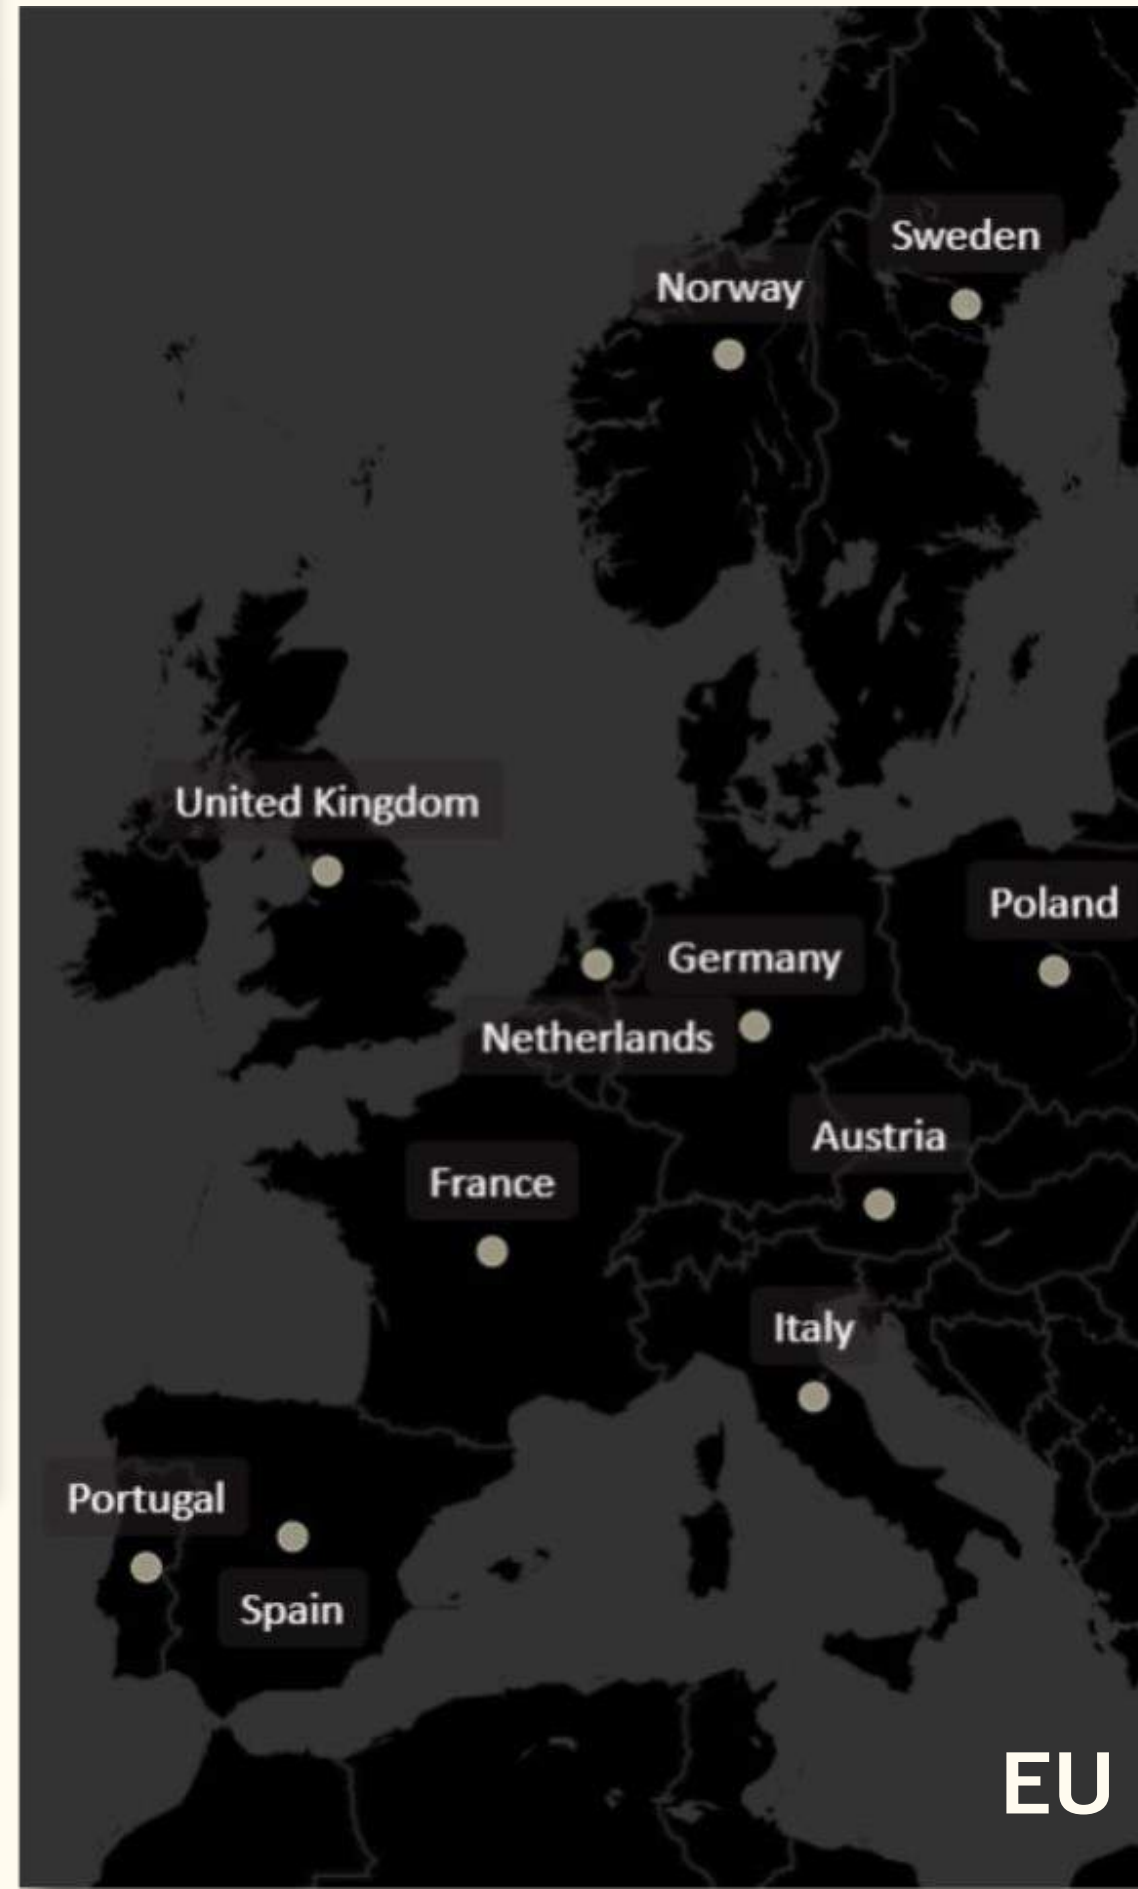 Sweden
Norway
United Kingdom
Poland
Germany
Netherlands
Austria
France
Italy
Portugal
Spain
EU